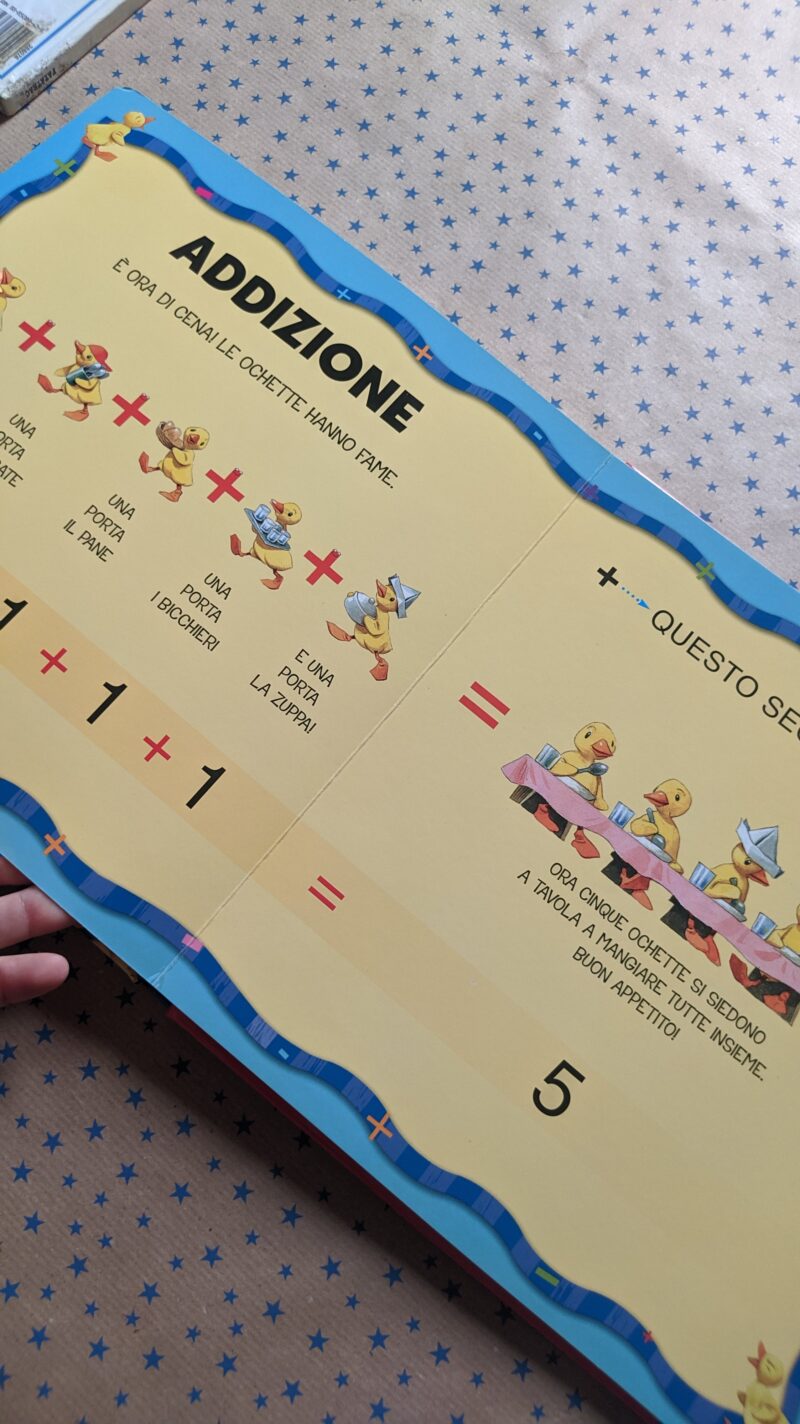 ADDIZIONE
È ORA DI CENA! LE OCHETTE HANNO FAME.
+ + + +
UNA
UNA
PORTA
IL PANE
UNA
PORTA
I BICCHIERI
E UNA
PORTA
LA ZUPPA!
1 + 1 + 1
=
5
+ QUESTO
=
ORA CINQUE OCHETTE SI SIEDONO
A TAVOLA A MANGIARE TUTTE INSIEME.
BUON APPETITO!